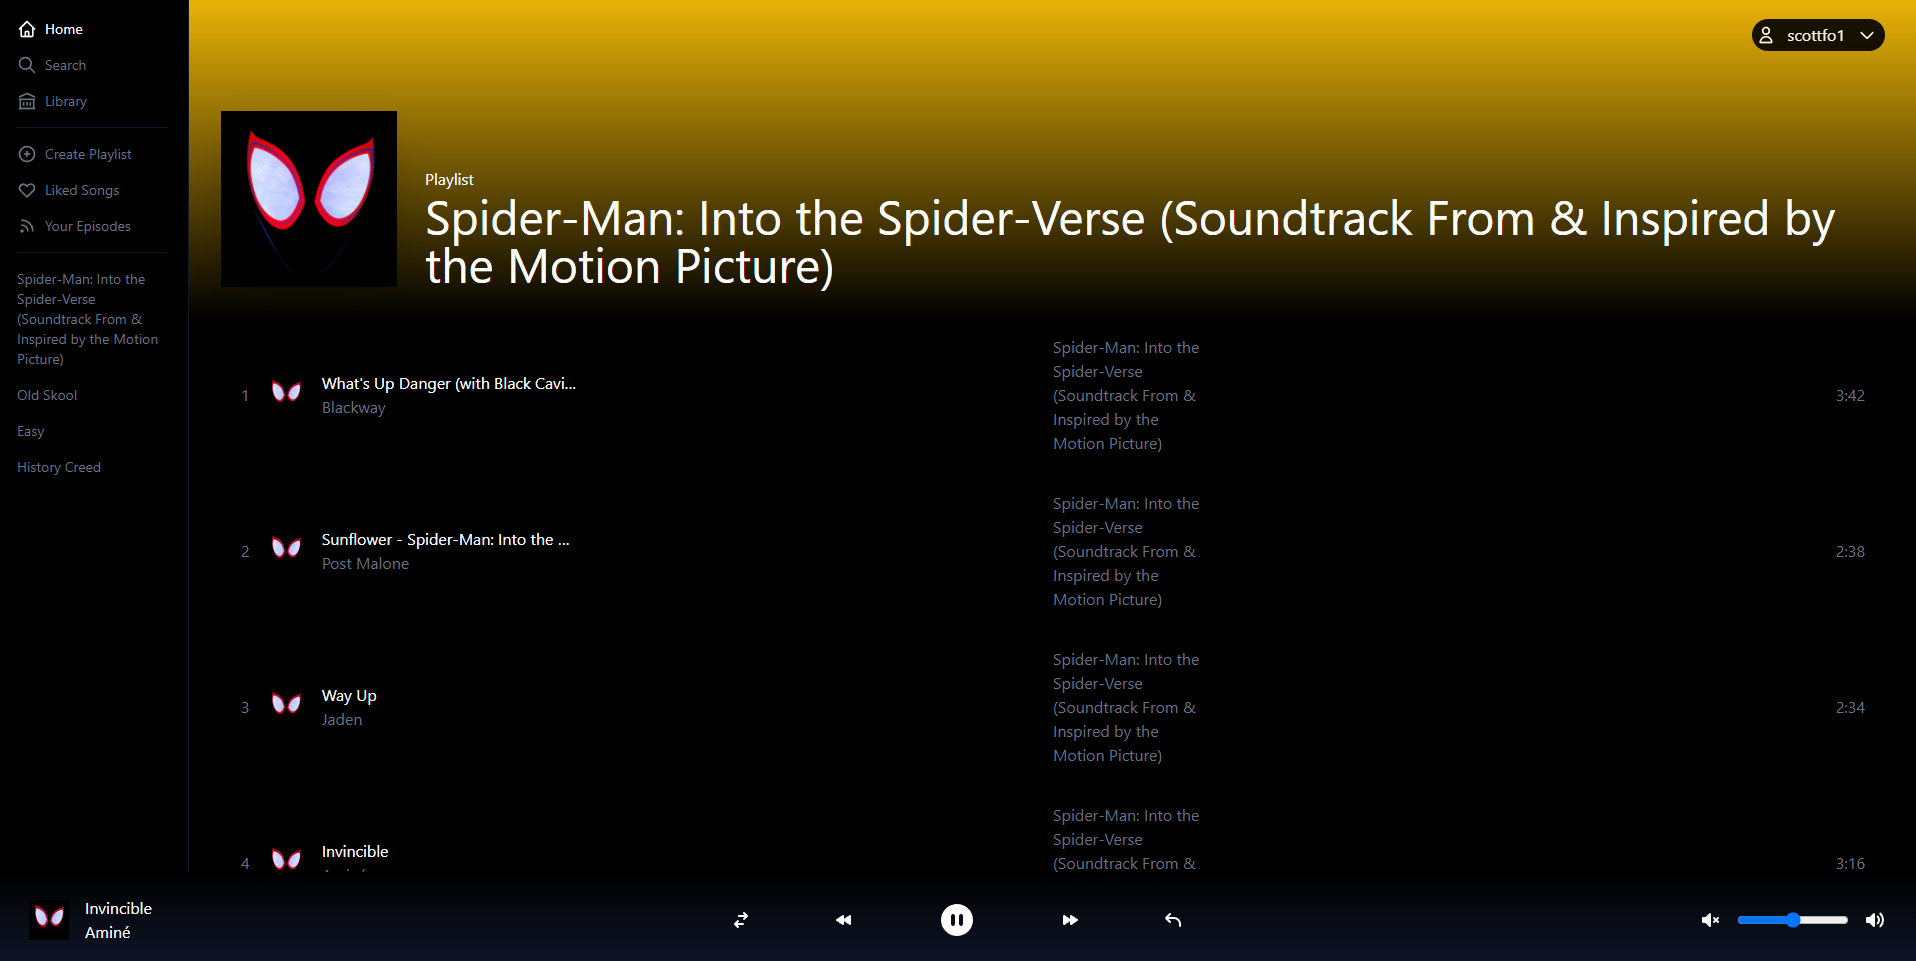 Home
Search
Library
Create Playlist
Liked Songs
Your Episodes
Spider-Man: Into the
Spider-Verse
(Soundtrack From &
Inspired by the Motion
Picture)
Old Skool
Easy
History Creed
scottfo1
Playlist
Spider-Man: Into the Spider-Verse (Soundtrack From & Inspired by
the Motion Picture)
1
What's Up Danger (with Black Cavi...
Blackway
Spider-Man: Into the
Spider-Verse
(Soundtrack From &
Inspired by the
Motion Picture)
3:42
2
Sunflower - Spider-Man: Into the ...
Post Malone
Spider-Man: Into the
Spider-Verse
(Soundtrack From &
Inspired by the
Motion Picture)
2:38
3
Way Up
Jaden
Spider-Man: Into the
Spider-Verse
(Soundtrack From &
Inspired by the
Motion Picture)
2:34
4
Invincible
Spider-Man: Into the
Spider-Verse
(Soundtrack From &
3:16
Invincible
Aminé